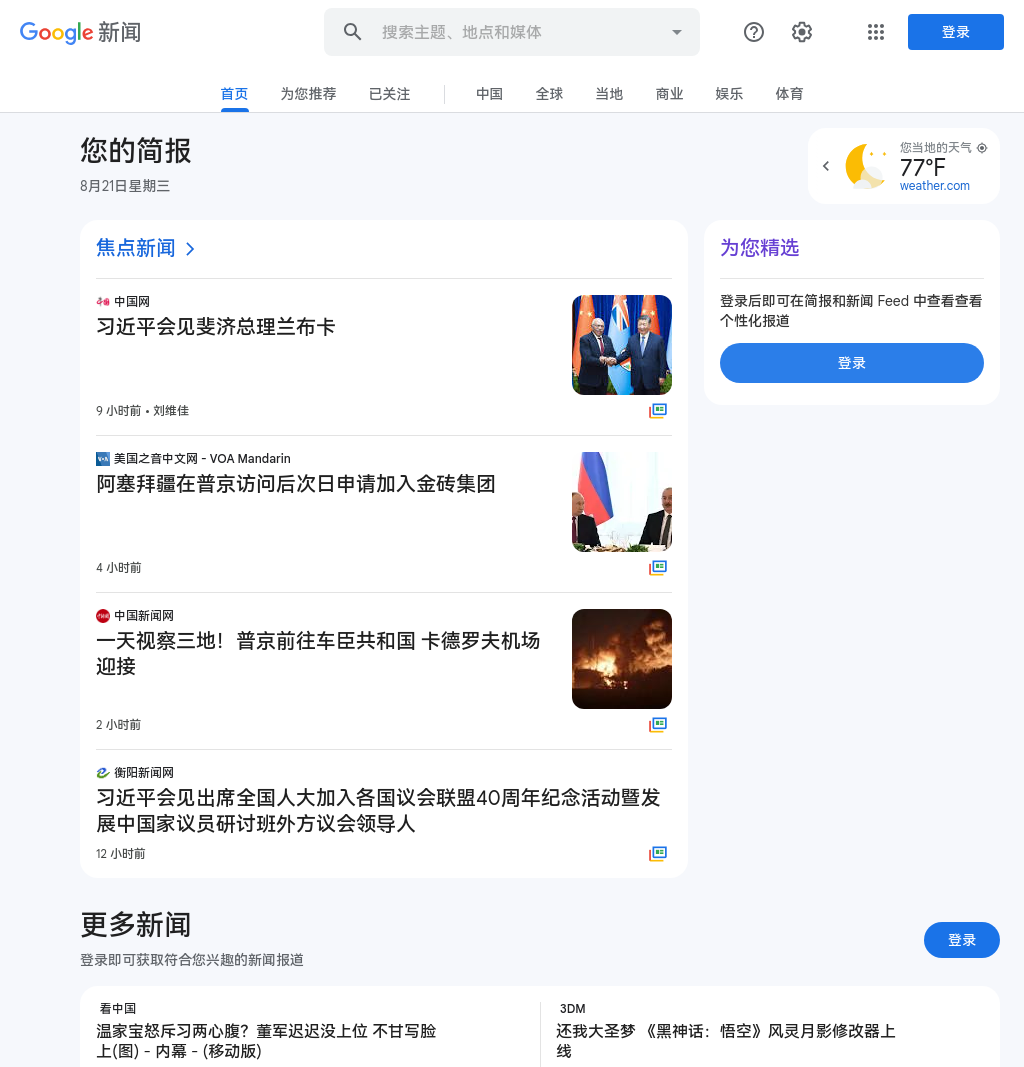 Google 新闻
搜索主题、地点和媒体
登录
首页
为您推荐
已关注
中国
全球
当地
商业
娱乐
体育
您的简报
8月21日星期三
您当地的天气
77°F
weather.com
焦点新闻
中国网
习近平会见斐济总理兰布卡
9 小时前 • 刘维佳
VOA 美国之音中文网 - VOA Mandarin
阿塞拜疆在普京访问后次日申请加入金砖集团
4 小时前
中国新闻网
一天视察三地！普京前往车臣共和国 卡德罗夫机场
迎接
2 小时前
衡阳新闻网
习近平会见出席全国人大加入各国议会联盟40周年纪念活动暨发
展中国家议员研讨班外方议会领导人
12 小时前
为您精选
登录后即可在简报和新闻 Feed 中查看查看
个性化报道
登录
更多新闻
登录即可获取符合您兴趣的新闻报道
登录
看中国
温家宝怒斥习两心腹？董军迟迟没上位 不甘写脸
上(图) - 内幕 - (移动版)
3DM
还我大圣梦 《黑神话：悟空》风灵月影修改器上
线